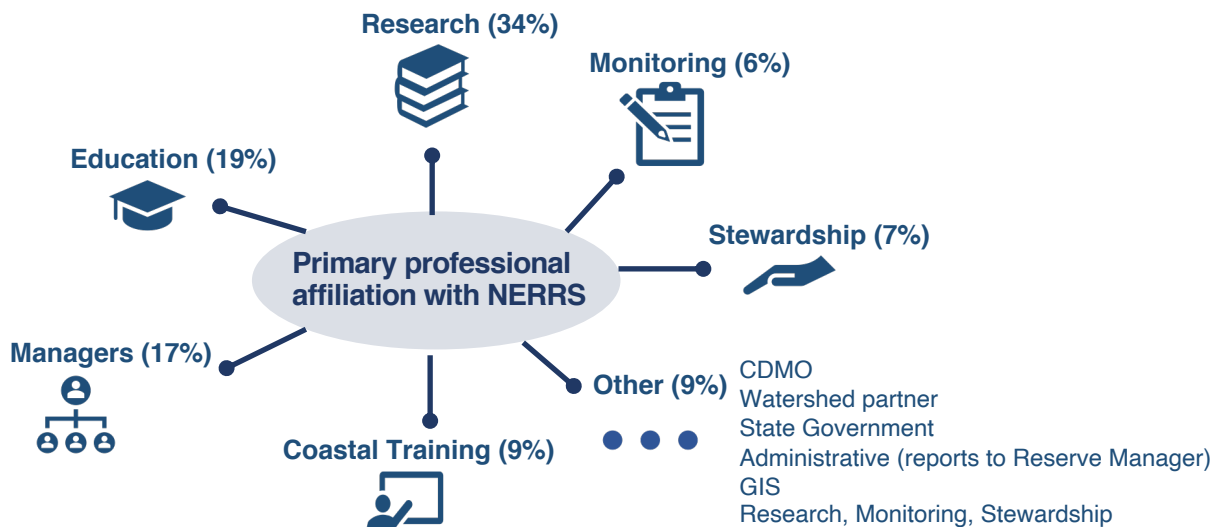 Research (34%)
Monitoring (6%)
Education (19%)
Stewardship (7%)
Primary professional
affiliation with NERRS
Managers (17%)
Other (9%)
CDMO
Watershed partner
State Government
Administrative (reports to Reserve Manager)
GIS
Research, Monitoring, Stewardship
Coastal Training (9%)